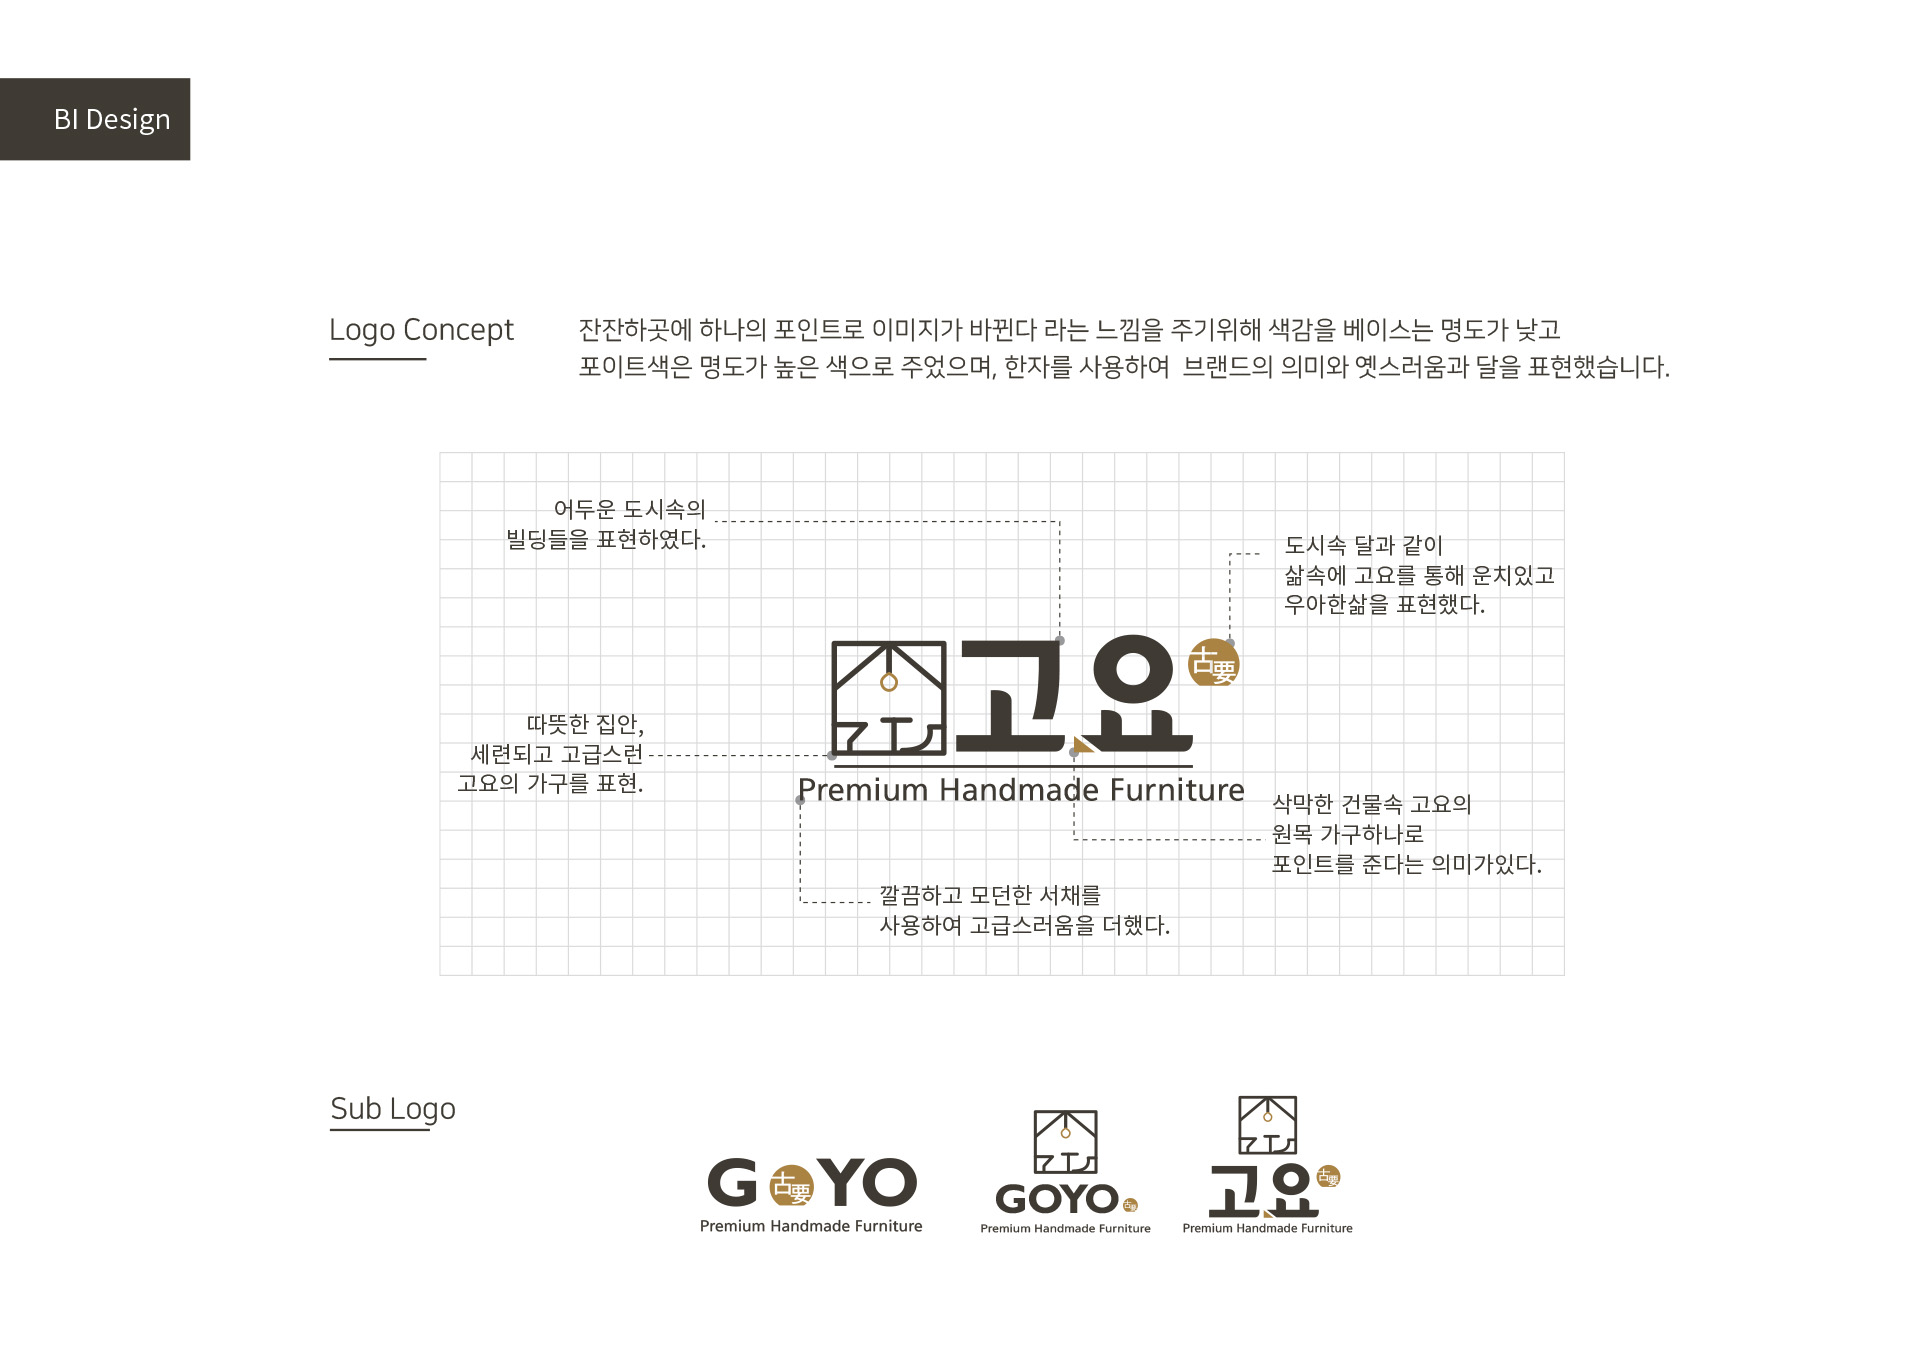 BI Design
Logo Concept
잔잔하곳에 하나의 포인트로 이미지가 바뀐다 라는 느낌을 주기위해 색감을 베이스는 명도가 낮고
포이트색은 명도가 높은 색으로 주었으며, 한자를 사용하여 브랜드의 의미와 옛스러움과 달을 표현했습니다.
어두운 도시속의
빌딩들을 표현하였다.
도시속 달과 같이
삶속에 고요를 통해 운치있고
우아한삶을 표현했다.
고요 古要
따뜻한 집안,
세련되고 고급스런
고요의 가구를 표현.
Premium Handmade Furniture
삭막한 건물속 고요의
원목 가구하나로
포인트를 준다는 의미가있다.
깔끔하고 모던한 서채를
사용하여 고급스러움을 더했다.
Sub Logo
G古要YO
Premium Handmade Furniture
GOYO 古要
Premium Handmade Furniture
고요 古要
Premium Handmade Furniture